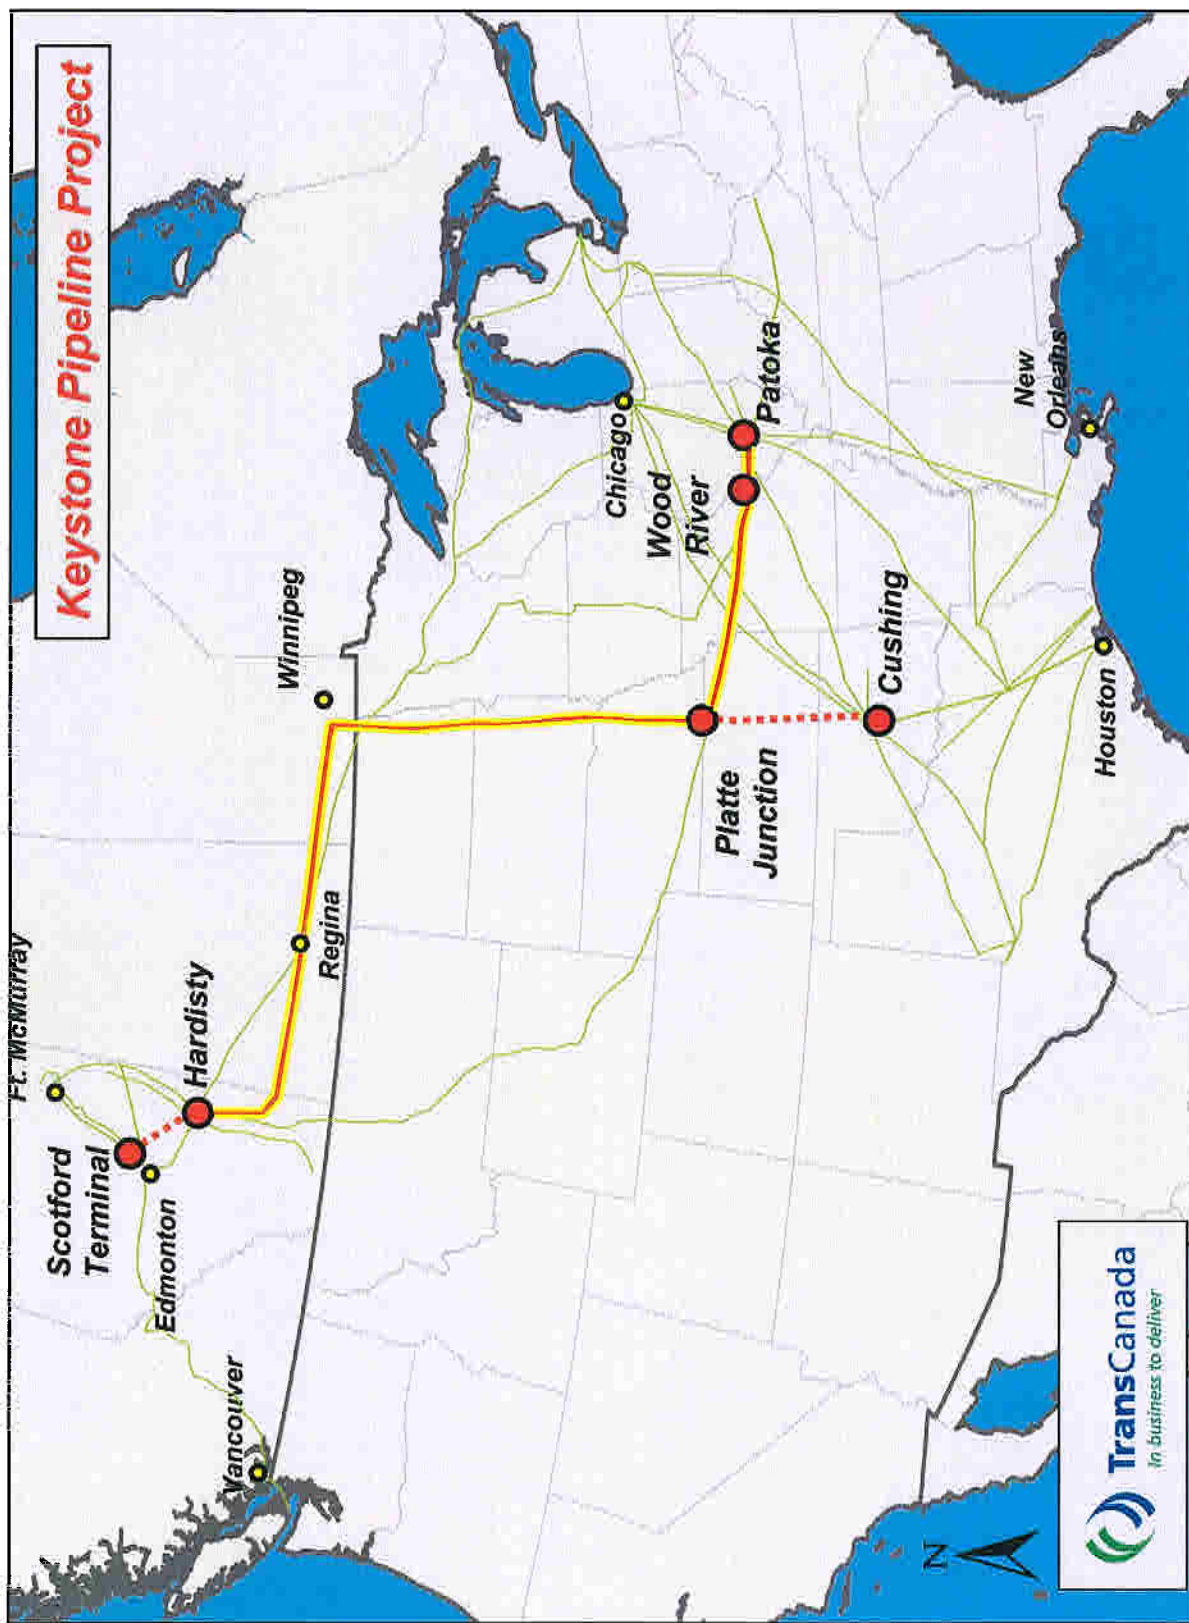 Keystone Pipeline Project
Ft. McMurray
Scotford
Terminal
Edmonton
Hardisty
Vancouver
Regina
Winnipeg
Platte
Junction
Wood
River
Chicago
Patoka
Cushing
Houston
New
Orleans
N
TransCanada
In business to deliver